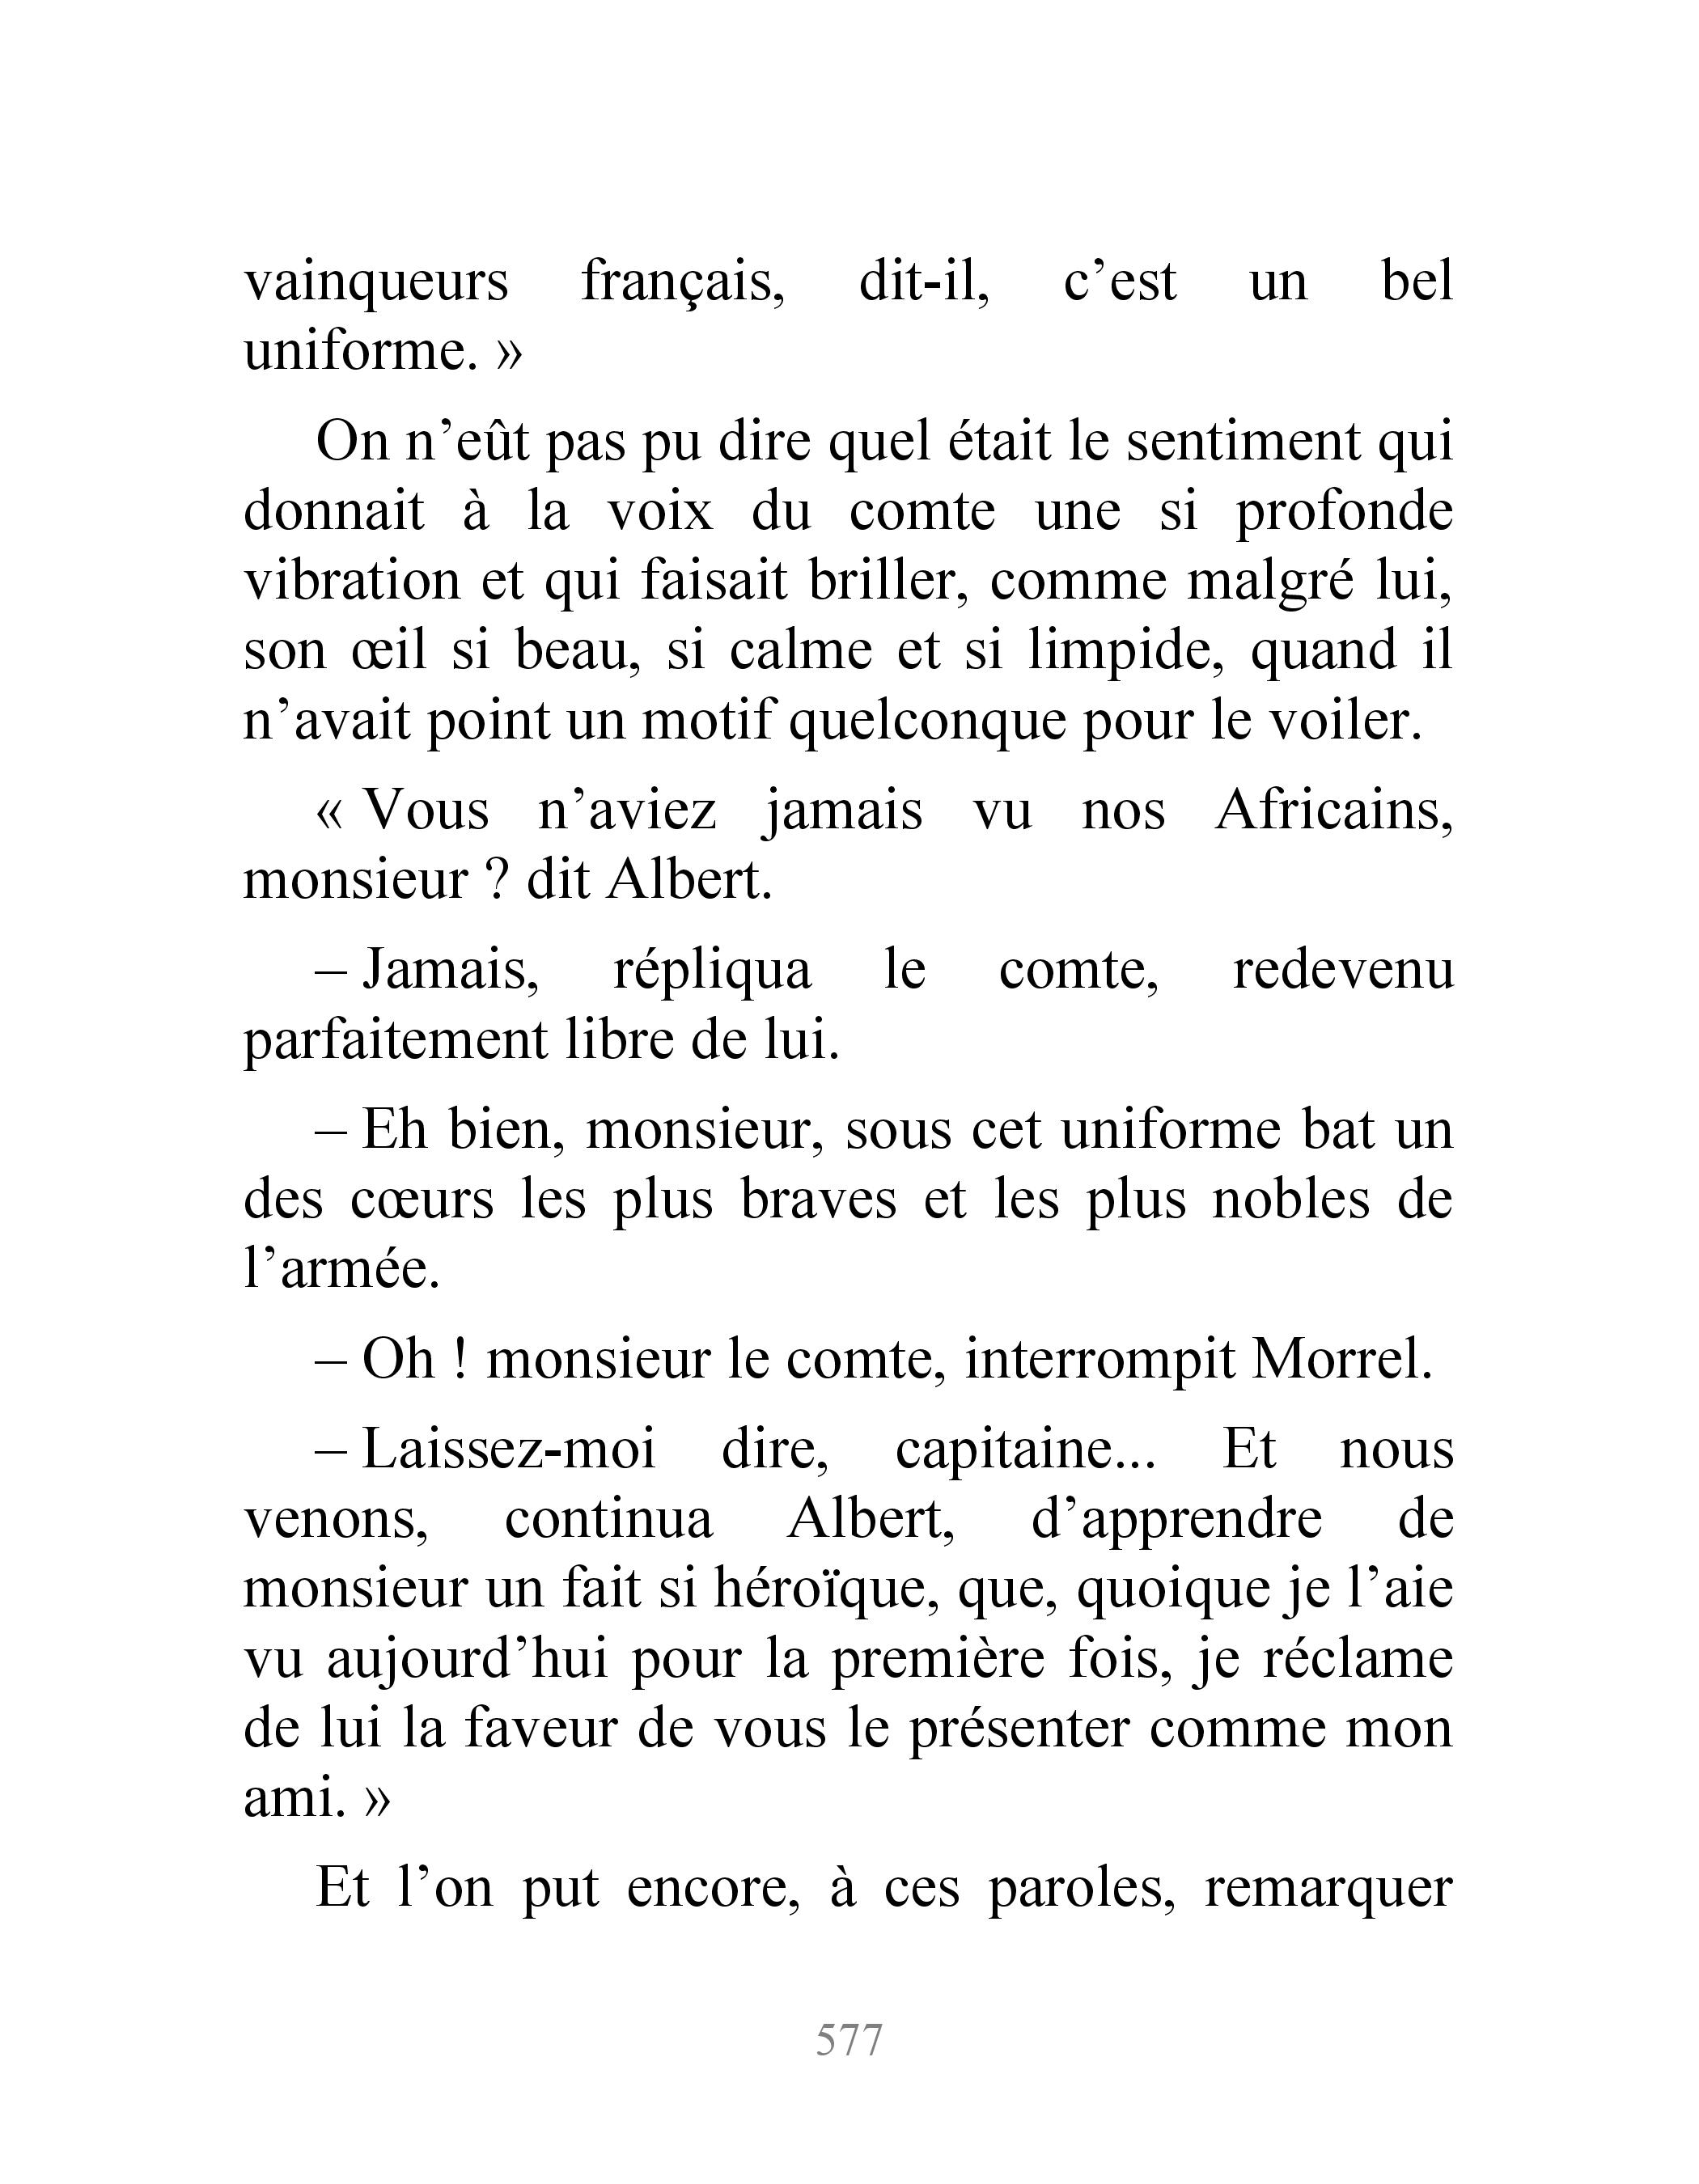 vainqueurs français, dit-il, c’est un bel
uniforme. »
On n’eût pas pu dire quel était le sentiment qui
donnait à la voix du comte une si profonde
vibration et qui faisait briller, comme malgré lui,
son œil si beau, si calme et si limpide, quand il
n’avait point un motif quelconque pour le voiler.
« Vous n’aviez jamais vu nos Africains,
monsieur ? dit Albert.
– Jamais, répliqua le comte, redevenu
parfaitement libre de lui.
– Eh bien, monsieur, sous cet uniforme bat un
des cœurs les plus braves et les plus nobles de
l’armée.
– Oh ! monsieur le comte, interrompit Morrel.
– Laissez-moi dire, capitaine... Et nous
venons, continua Albert, d’apprendre de
monsieur un fait si héroïque, que, quoique je l’aie
vu aujourd’hui pour la première fois, je réclame
de lui la faveur de vous le présenter comme mon
ami. »
Et l’on put encore, à ces paroles, remarquer
577